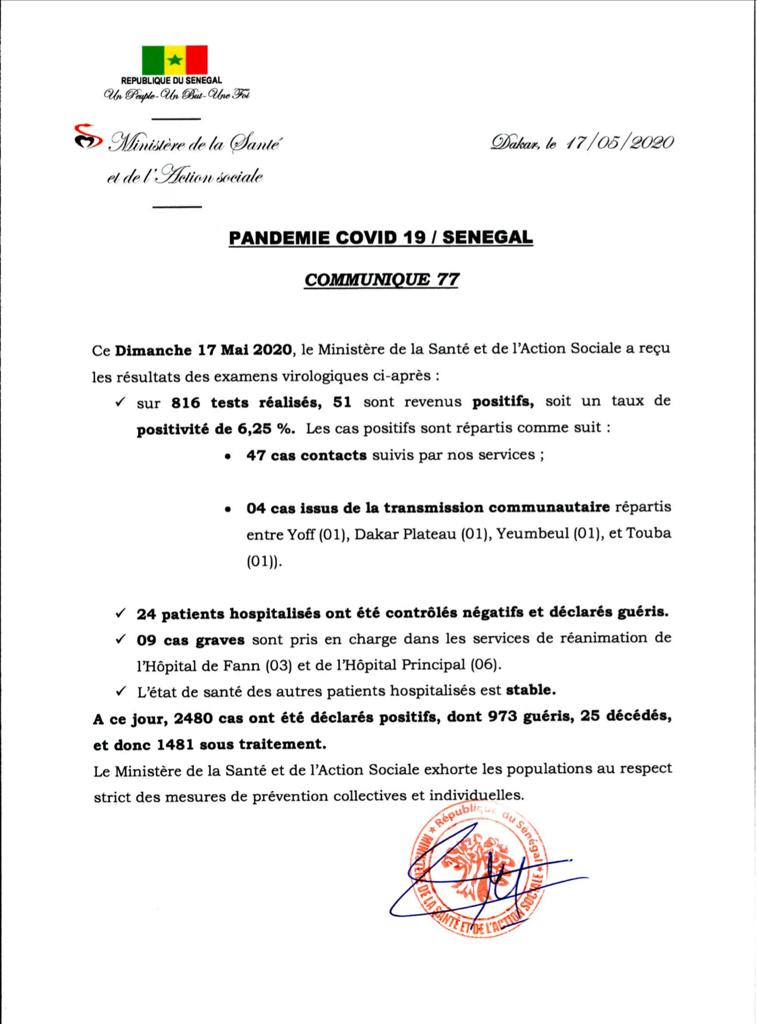 REPUBLIQUE DU SENEGAL
Un Peuple - Un But - Une Foi
Ministère de la Santé
et de l'Action sociale
Dakar, le 17/05/2020
PANDEMIE COVID 19 / SENEGAL
COMMUNIQUE 77
Ce Dimanche 17 Mai 2020, le Ministère de la Santé et de l'Action Sociale a reçu
les résultats des examens virologiques ci-après :
✓ sur 816 tests réalisés, 51 sont revenus positifs, soit un taux de
positivité de 6,25 %. Les cas positifs sont répartis comme suit :
• 47 cas contacts suivis par nos services ;
• 04 cas issus de la transmission communautaire répartis
entre Yoff (01), Dakar Plateau (01), Yeumbeul (01), et Touba
(01)).
✓ 24 patients hospitalisés ont été contrôlés négatifs et déclarés guéris.
✓ 09 cas graves sont pris en charge dans les services de réanimation de
l'Hôpital de Fann (03) et de l'Hôpital Principal (06).
✓ L'état de santé des autres patients hospitalisés est stable.
A ce jour, 2480 cas ont été déclarés positifs, dont 973 guéris, 25 décédés,
et donc 1481 sous traitement.
Le Ministère de la Santé et de l'Action Sociale exhorte les populations au respect
strict des mesures de prévention collectives et individuelles.
République du Sénégal
MINISTERE DE LA SANTÉ ET DE L'ACTION SOCIALE